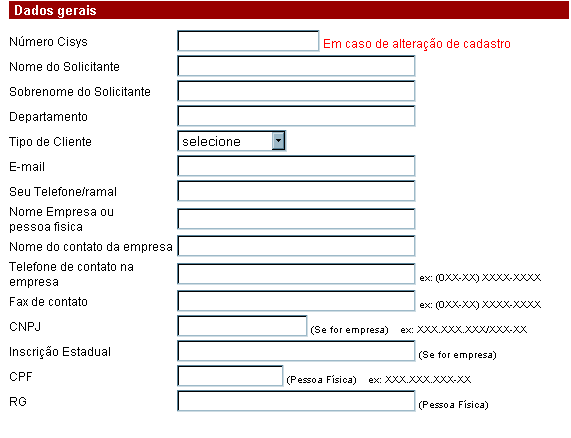 Dados gerais
Número Cisys Em caso de alteração de cadastro
Nome do Solicitante
Sobrenome do Solicitante
Departamento
Tipo de Cliente selecione
E-mail
Seu Telefone/ramal
Nome Empresa ou
pessoa física
Nome do contato da empresa
Telefone de contato na
empresa ex: (0XX-XX) XXXX-XXXX
Fax de contato ex: (0XX-XX) XXXX-XXXX
CNPJ (Se for empresa) ex: XXX.XXX.XXX/XXX-XX
Inscrição Estadual (Se for empresa)
CPF (Pessoa Física) ex: XXX.XXX.XXX-XX
RG (Pessoa Física)